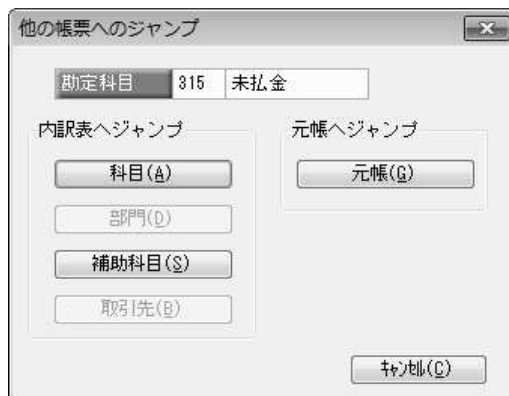 他の帳票へのジャンプ
勘定科目 315 未払金
内訳表へジャンプ
科目(A)
部門(D)
補助科目(S)
取引先(B)
元帳へジャンプ
元帳(G)
ｷｬﾝｾﾙ(C)